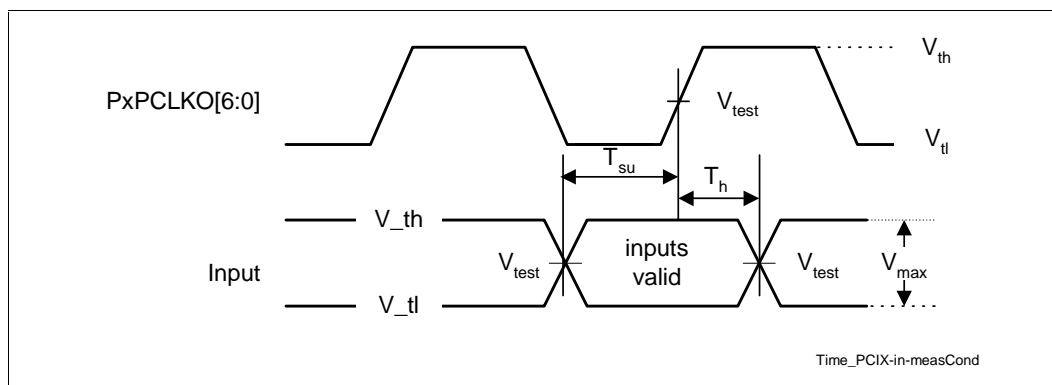 V_th
PxPCLKO[6:0]
V_test
V_tl
T_su
T_h
V_th
inputs
valid
V_test
V_test
V_max
Input
V_tl
Time_PCIX-in-measCond